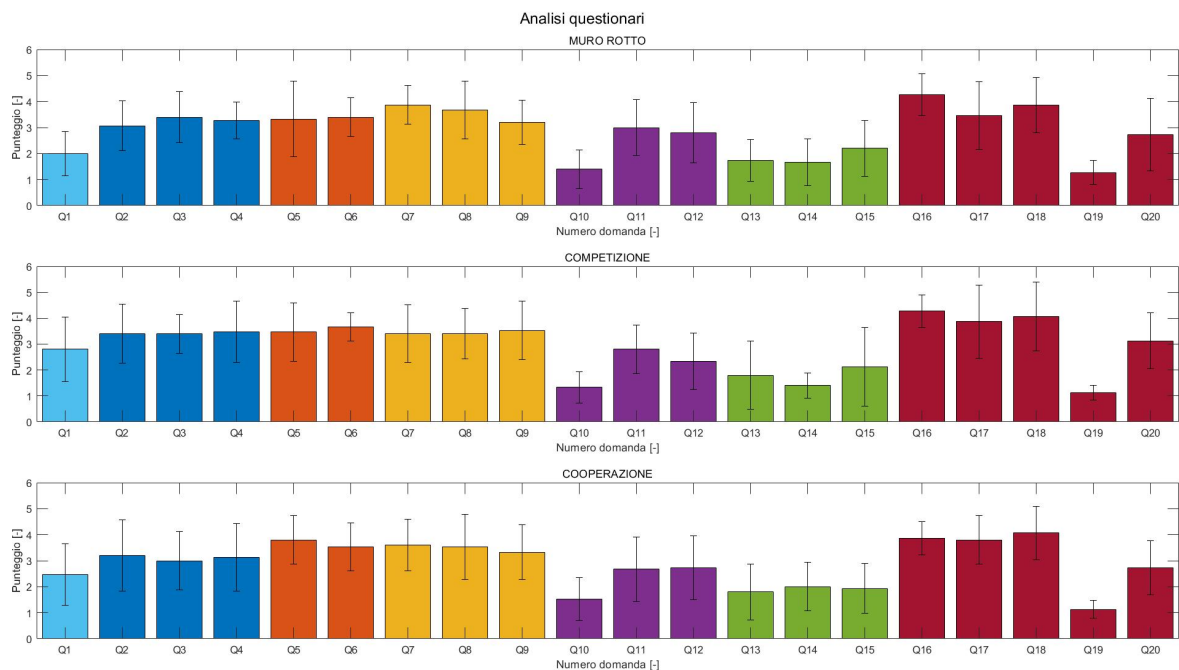 Analisi questionari
MURO ROTTO
6
5
4
3
2
1
0
Punteggio [-]
Q1 Q2 Q3 Q4 Q5 Q6 Q7 Q8 Q9 Q10 Q11 Q12 Q13 Q14 Q15 Q16 Q17 Q18 Q19 Q20
Numero domanda [-]
COMPETIZIONE
6
5
4
3
2
1
0
Punteggio [-]
Q1 Q2 Q3 Q4 Q5 Q6 Q7 Q8 Q9 Q10 Q11 Q12 Q13 Q14 Q15 Q16 Q17 Q18 Q19 Q20
Numero domanda [-]
COOPERAZIONE
6
5
4
3
2
1
0
Punteggio [-]
Q1 Q2 Q3 Q4 Q5 Q6 Q7 Q8 Q9 Q10 Q11 Q12 Q13 Q14 Q15 Q16 Q17 Q18 Q19 Q20
Numero domanda [-]